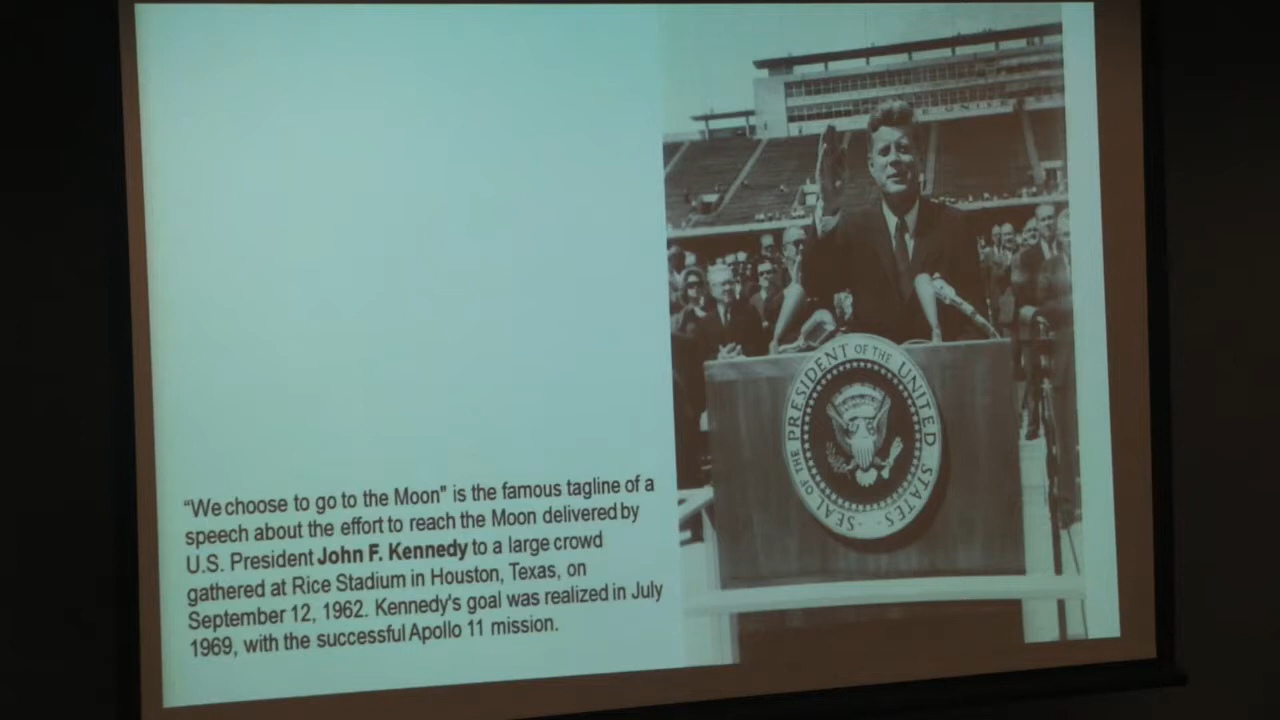 “We choose to go to the Moon" is the famous tagline of a
speech about the effort to reach the Moon delivered by
U.S. President John F. Kennedy to a large crowd
gathered at Rice Stadium in Houston, Texas, on
September 12, 1962. Kennedy's goal was realized in July
1969, with the successful Apollo 11 mission.
SEAL OF THE PRESIDENT OF THE UNITED STATES